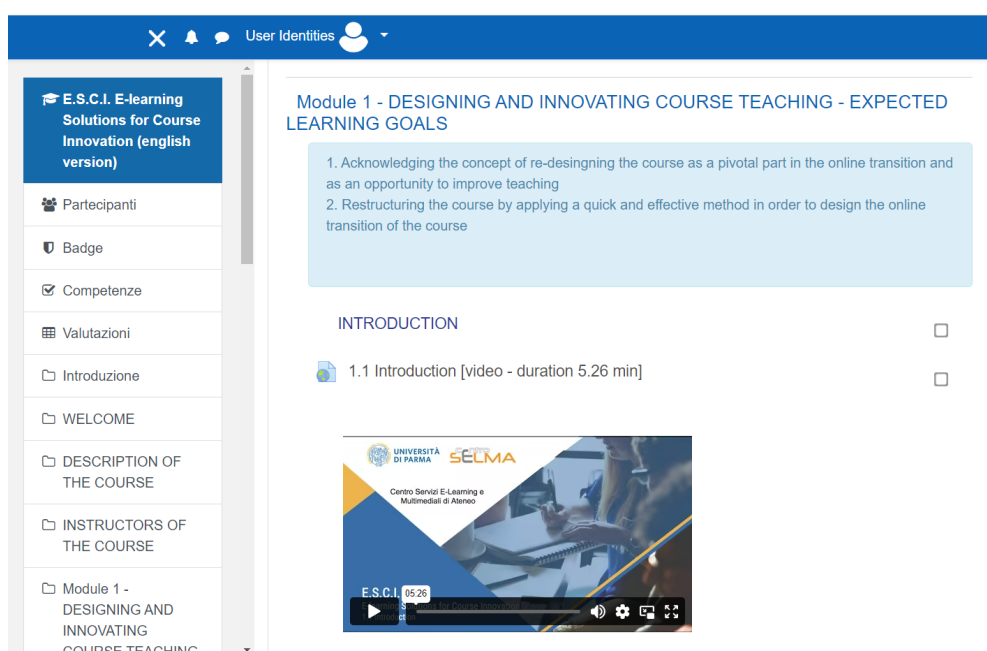 User Identities
E.S.C.I. E-learning
Solutions for Course
Innovation (english
version)
Partecipanti
Badge
Competenze
Valutazioni
Introduzione
WELCOME
DESCRIPTION OF
THE COURSE
INSTRUCTORS OF
THE COURSE
Module 1 -
DESIGNING AND
INNOVATING
COURSE TEACHING
Module 1 - DESIGNING AND INNOVATING COURSE TEACHING - EXPECTED
LEARNING GOALS
1. Acknowledging the concept of re-desingning the course as a pivotal part in the online transition and
as an opportunity to improve teaching
2. Restructuring the course by applying a quick and effective method in order to design the online
transition of the course
INTRODUCTION
1.1 Introduction [video - duration 5.26 min]
UNIVERSITÀ
DI PARMA
SELMA
Centro Servizi E-Learning e
Multimediali di Ateneo
E.S.C.I.
05:26
for Course Innovation